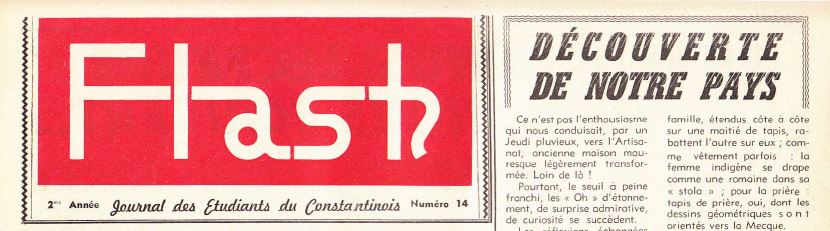 Flash
2me Année Journal des Etudiants du Constantinois Numéro 14
DÉCOUVERTE
DE NOTRE PAYS
Ce n'est pas l'enthousiasme
qui nous conduisait, par un
Jeudi pluvieux, vers l'Artisa-
nat, ancienne maison mau-
resque légèrement transfor-
mée. Loin de là !
Pourtant, le seuil à peine
franchi, les « Oh » d'étonne-
ment, de surprise admirative,
de curiosité se succèdent.
Les réflexions échangées
famille, étendus côte à côte
sur une moitié de tapis, ra-
battent l'autre sur eux ; com-
me vêtement parfois : la
femme indigène se drape
comme une romaine dans sa
« stola » ; pour la prière :
tapis de prière, oui, dont les
dessins géométriques sont
orientés vers la Mecque.